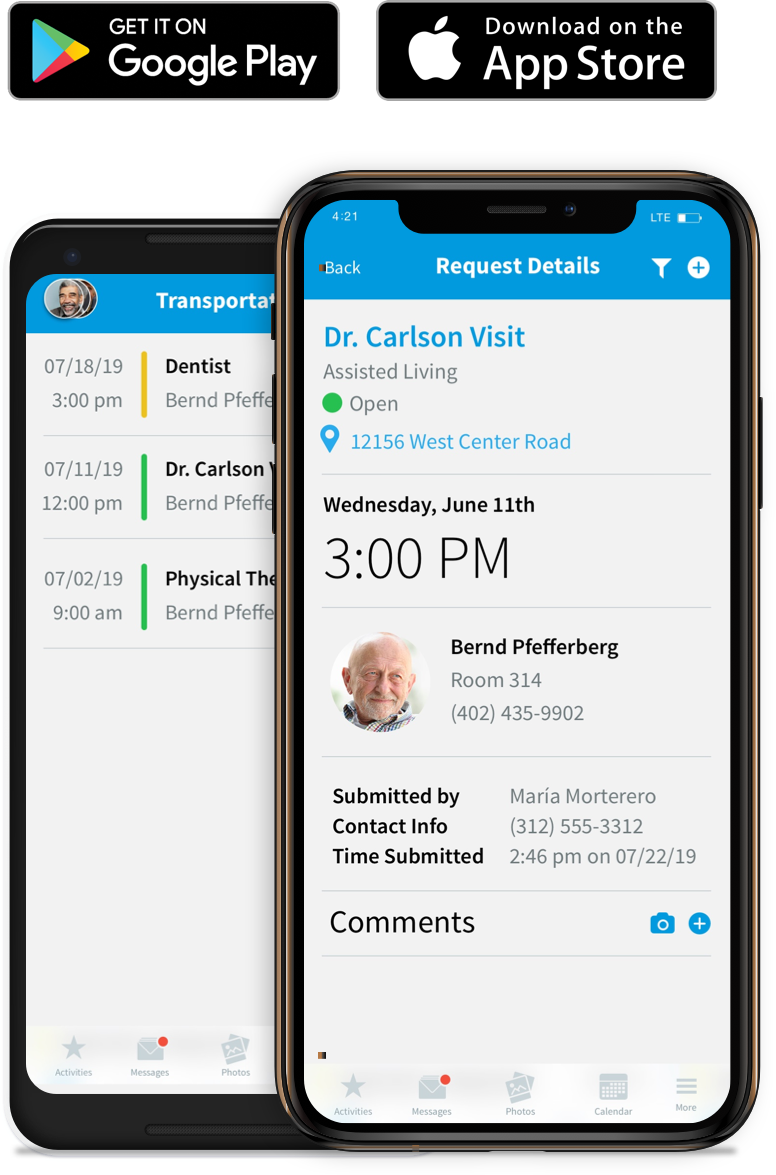 GET IT ON
Google Play
Download on the
App Store
Transportat
07/18/19
Dentist
3:00 pm
Bernd Pfeffe
07/11/19
Dr. Carlson V
12:00 pm
Bernd Pfeffe
07/02/19
Physical The
9:00 am
Bernd Pfeffe
Activities
Messages
Photos
4:21
LTE
Back
Request Details
Dr. Carlson Visit
Assisted Living
Open
12156 West Center Road
Wednesday, June 11th
3:00 PM
Bernd Pfefferberg
Room 314
(402) 435-9902
Submitted by María Morterero
Contact Info (312) 555-3312
Time Submitted 2:46 pm on 07/22/19
Comments
Activities
Messages
Photos
Calendar
More